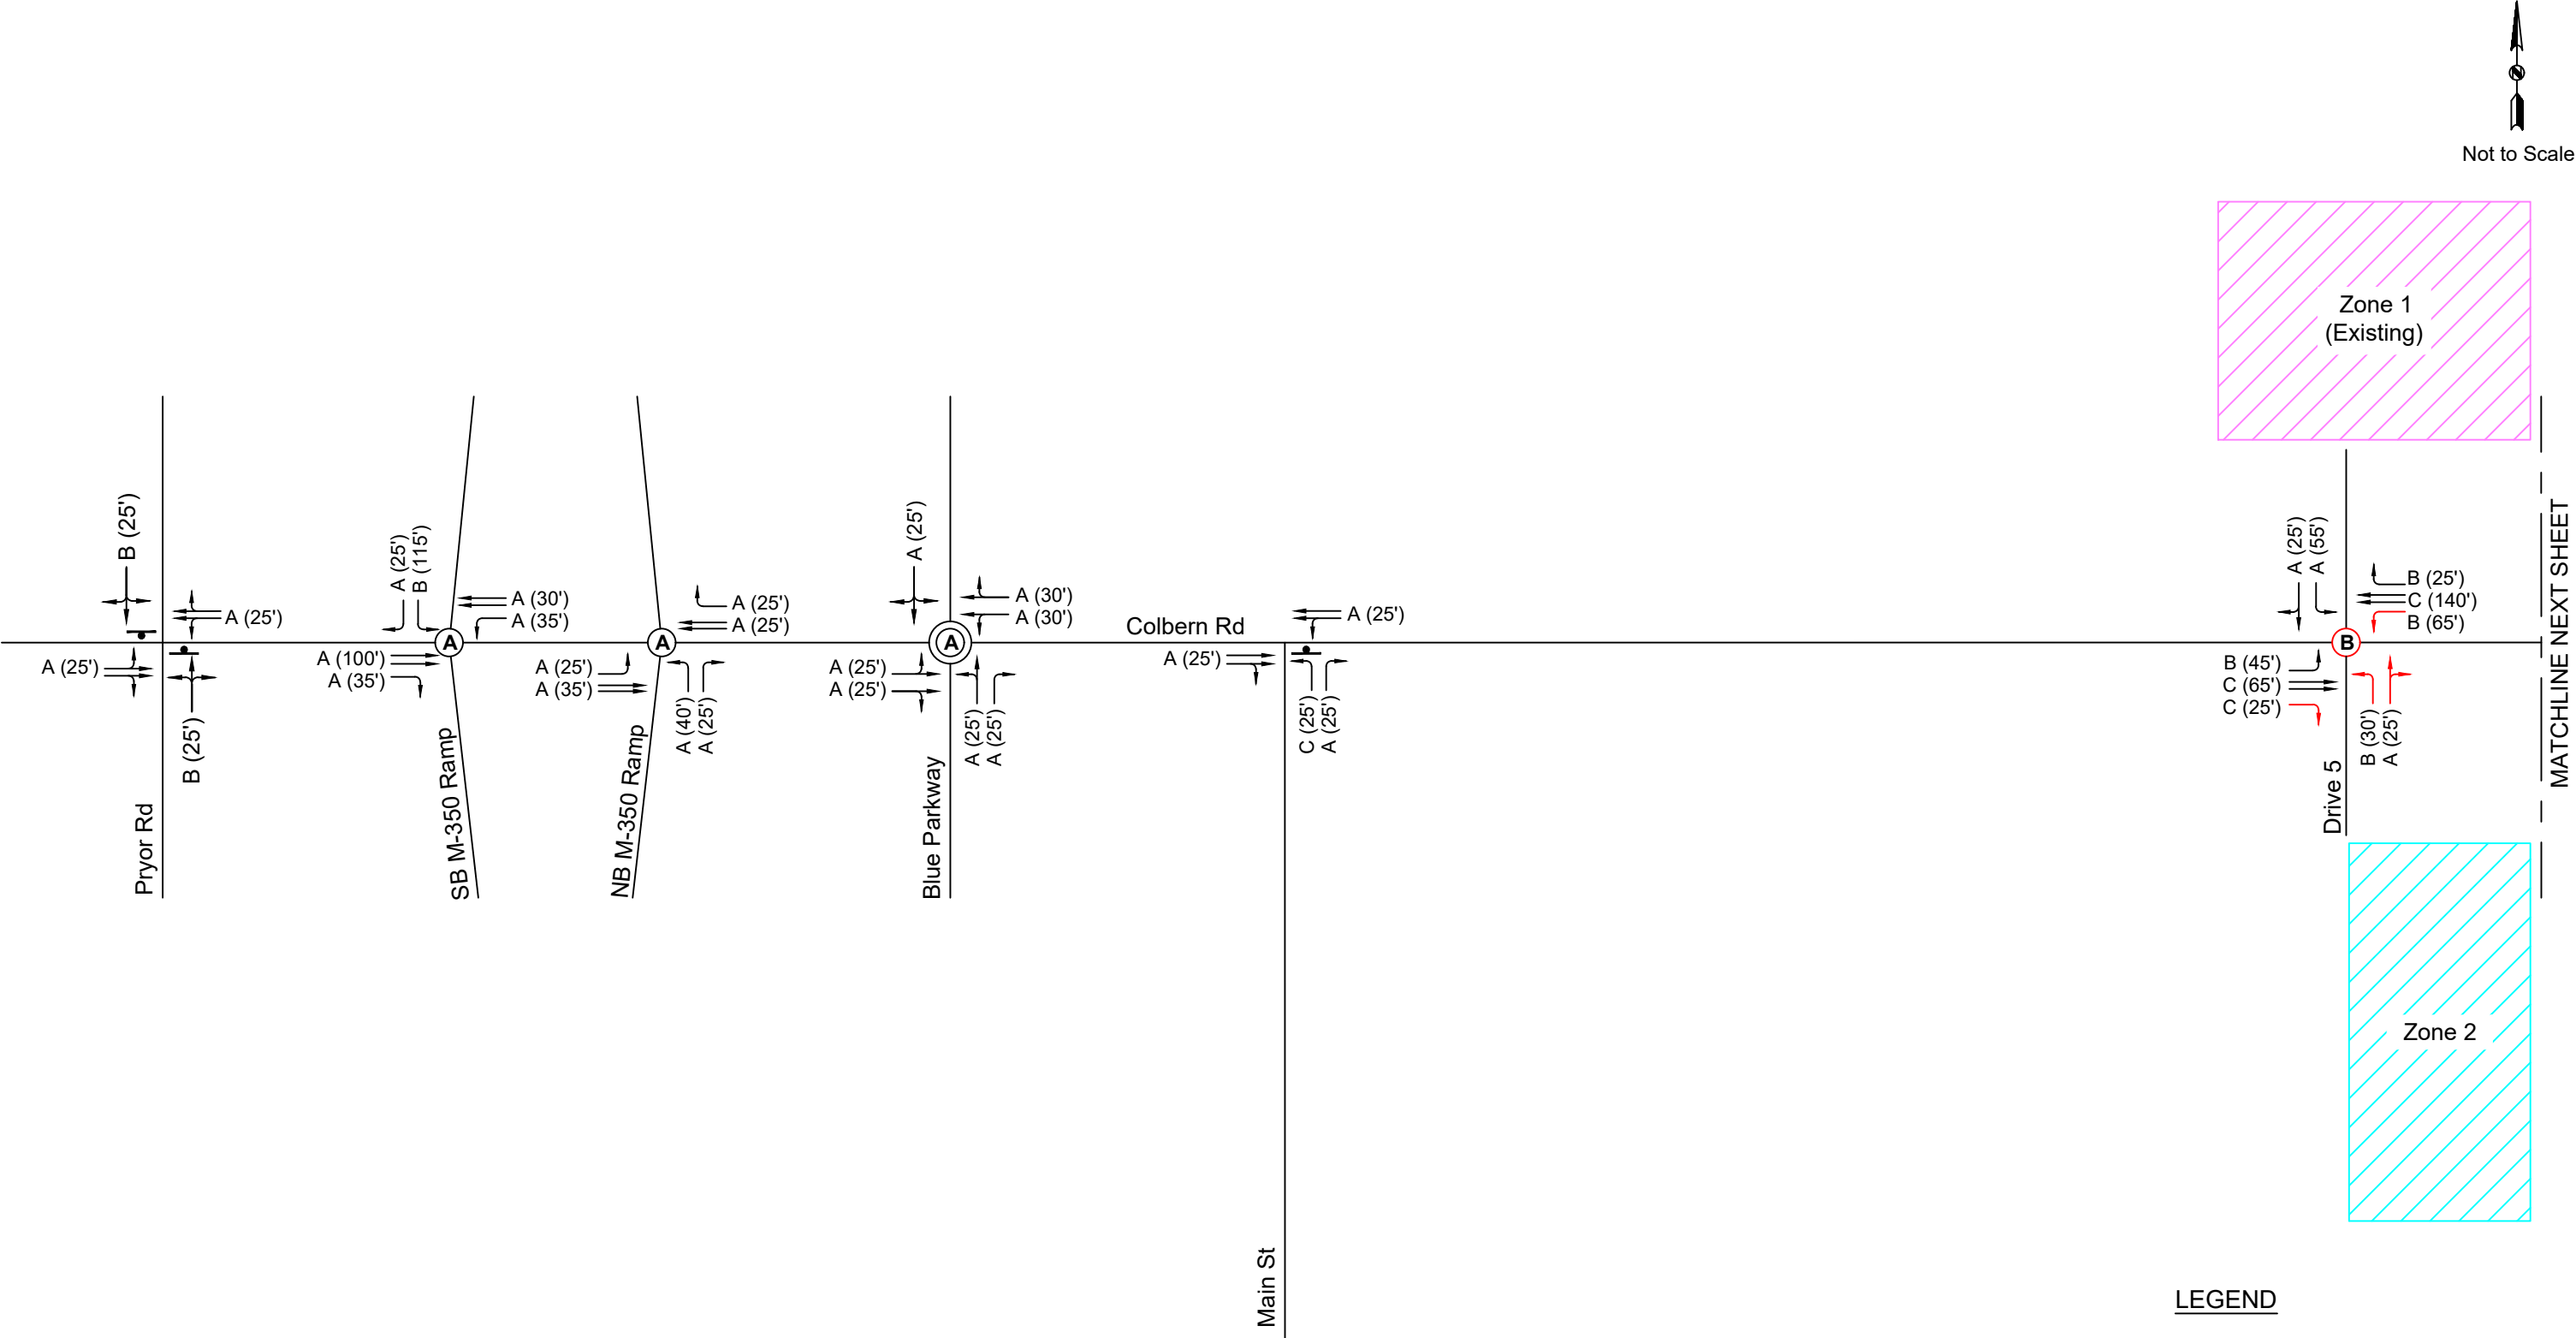 N
Not to Scale
Zone 1
(Existing)
B (25')
A (25')
A (25')
B (25')
Pryor Rd
A (25')
B (115')
A (30')
A (35')
A
A (100')
A (35')
SB M-350 Ramp
A (25')
A (25')
A
A (25')
A (35')
A (40')
A (25')
NB M-350 Ramp
A (25')
A (30')
A (30')
A
A (25')
A (25')
A (25')
A (25')
Blue Parkway
Colbern Rd
A (25')
A (25')
C (25')
A (25')
Main St
A (25')
A (55')
B (25')
C (140')
B (65')
B
B (45')
C (65')
C (25')
B (30')
A (25')
Drive 5
MATCHLINE NEXT SHEET
Zone 2
LEGEND